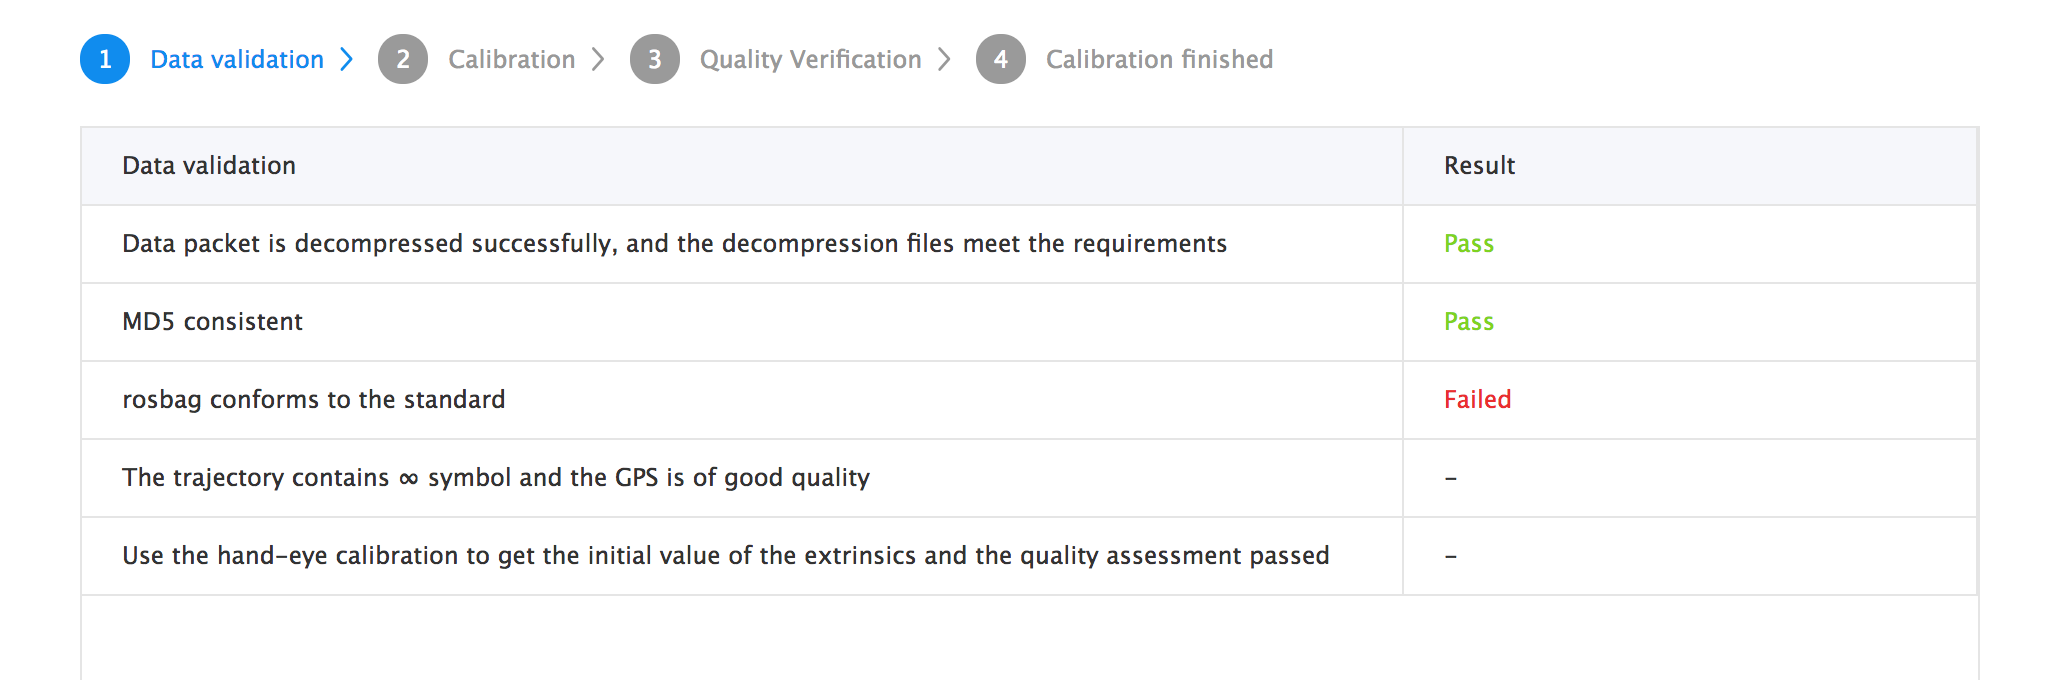 1 Data validation > 2 Calibration > 3 Quality Verification > 4 Calibration finished
Data validation Result
Data packet is decompressed successfully, and the decompression files meet the requirements Pass
MD5 consistent Pass
rosbag conforms to the standard Failed
The trajectory contains ∞ symbol and the GPS is of good quality –
Use the hand-eye calibration to get the initial value of the extrinsics and the quality assessment passed –